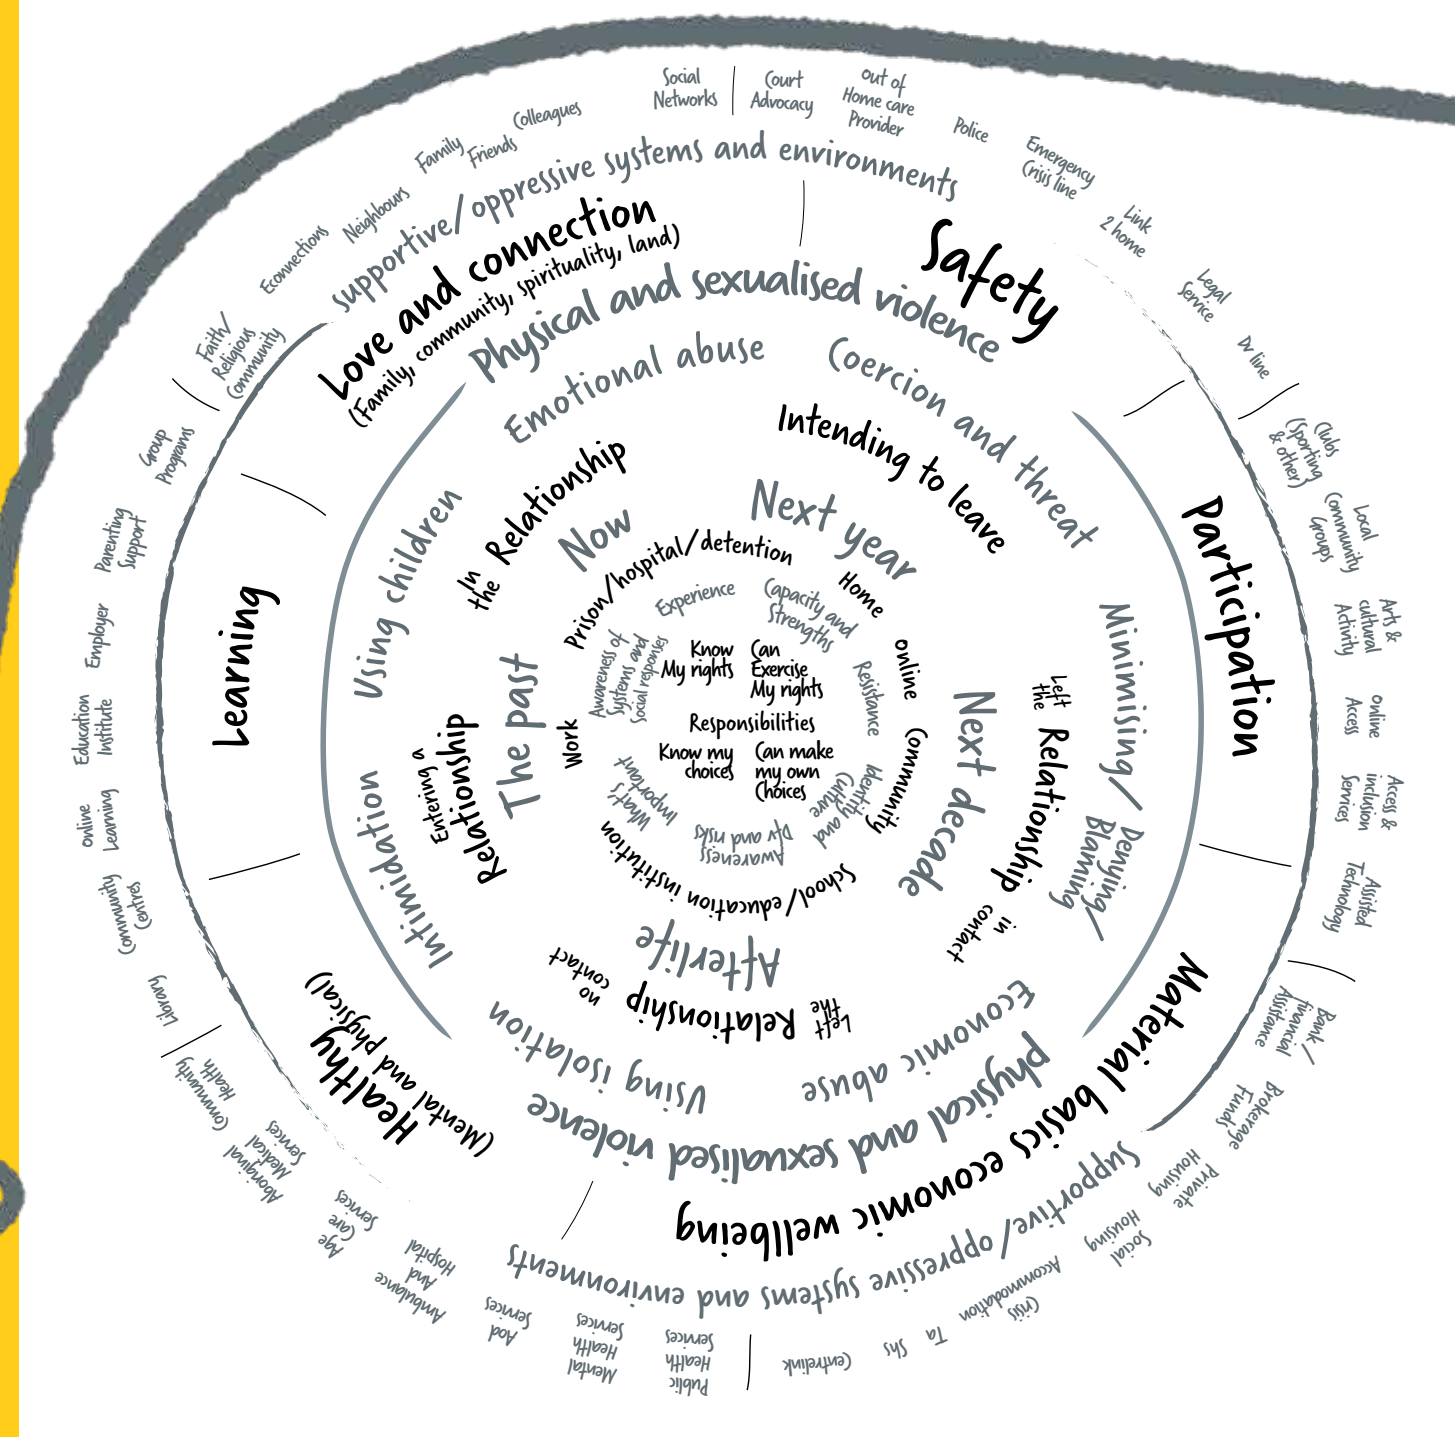 Social
Networks
Court
Advocacy
Out of
Home care
Provider
Police
Emergency
Crisis line
Link
2 home
Legal
Service
Dv line
Clubs
(Sporting
& other)
Local
Community
Groups
Arts &
cultural
Activity
Online
Access
Access &
inclusion
Services
Assisted
Technology
Bank/
financial
Assistance
Brokerage
Funds
Private
Housing
Social
Housing
Crisis
Accommodation
Ta
Shs
Centrelink
Public
Health
Services
Mental
Health
Services
Aod
Services
Ambulance
And
Hospital
Age
Care
Services
Aboriginal
Medical
Services
Community
Health
Library
Community
Centres
Online
Learning
Education
Institute
Employer
Parenting
Support
Group
Programs
Faith/
Religious
Community
Econnections
Neighbours
Family
Friends
Colleagues
supportive/oppressive systems and environments
Supportive/oppressive systems and environments
Love and connection
(Family, community, spirituality, land)
Safety
Participation
Material basics economic wellbeing
Healthy
(Mental and physical)
Learning
Physical and sexualised violence
physical and sexualised violence
Emotional abuse
Coercion and threat
Minimising/
Denying/
Blaming
Economic abuse
Using isolation
Intimidation
Using children
In
the
Relationship
Intending to leave
Left
the
Relationship
in
contact
Left
the
Relationship
no
contact
Entering a
Relationship
Now
Next year
Next decade
Afterlife
The past
Prison/hospital/detention
Home
Online
Community
School/education institution
Work
Experience
Capacity and
Strengths
Resistance
Identity and
Culture
and
Awareness
Dfv and risks
What's
Important
Awareness of
Systems and
Social responses
Know
My rights
Can
Exercise
My rights
Responsibilities
Know my
choices
Can make
my own
Choices